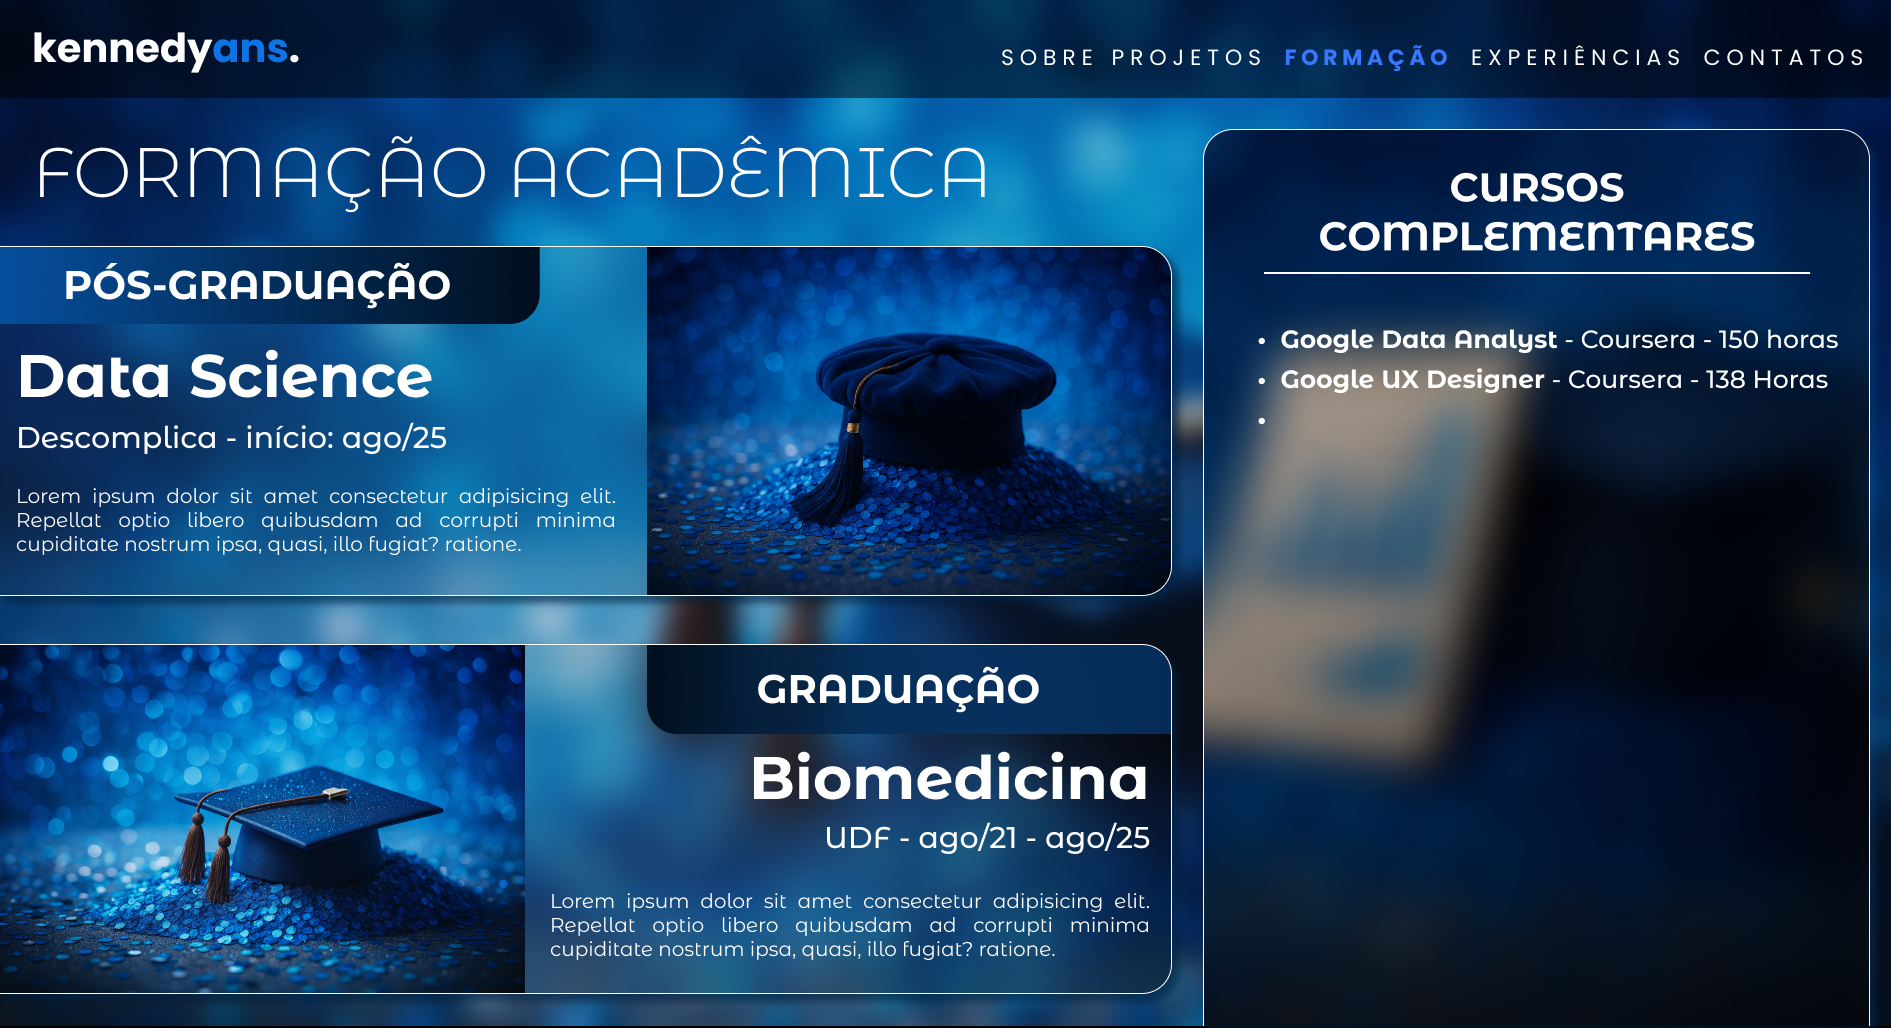 kennedyans.
SOBRE PROJETOS FORMAÇÃO EXPERIÊNCIAS CONTATOS
FORMAÇÃO ACADÊMICA
PÓS-GRADUAÇÃO
Data Science
Descomplica - início: ago/25
Lorem ipsum dolor sit amet consectetur adipisicing elit.
Repellat optio libero quibusdam ad corrupti minima
cupiditate nostrum ipsa, quasi, illo fugiat? ratione.
GRADUAÇÃO
Biomedicina
UDF - ago/21 - ago/25
Lorem ipsum dolor sit amet consectetur adipisicing elit.
Repellat optio libero quibusdam ad corrupti minima
cupiditate nostrum ipsa, quasi, illo fugiat? ratione.
CURSOS
COMPLEMENTARES
• Google Data Analyst - Coursera - 150 horas
• Google UX Designer - Coursera - 138 Horas
•